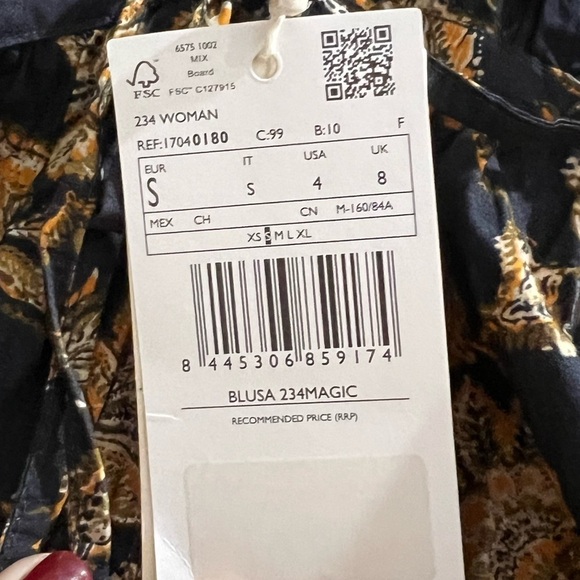 6575 1002
MIX
Board
FSC
FSC™ C127915
234 WOMAN
REF:17040180 C:99 B:10 F
EUR IT USA UK
S S 4 8
MEX CH CN M-160/84A
XS S M L XL
8 445306 859174
BLUSA 234MAGIC
RECOMMENDED PRICE (RRP)